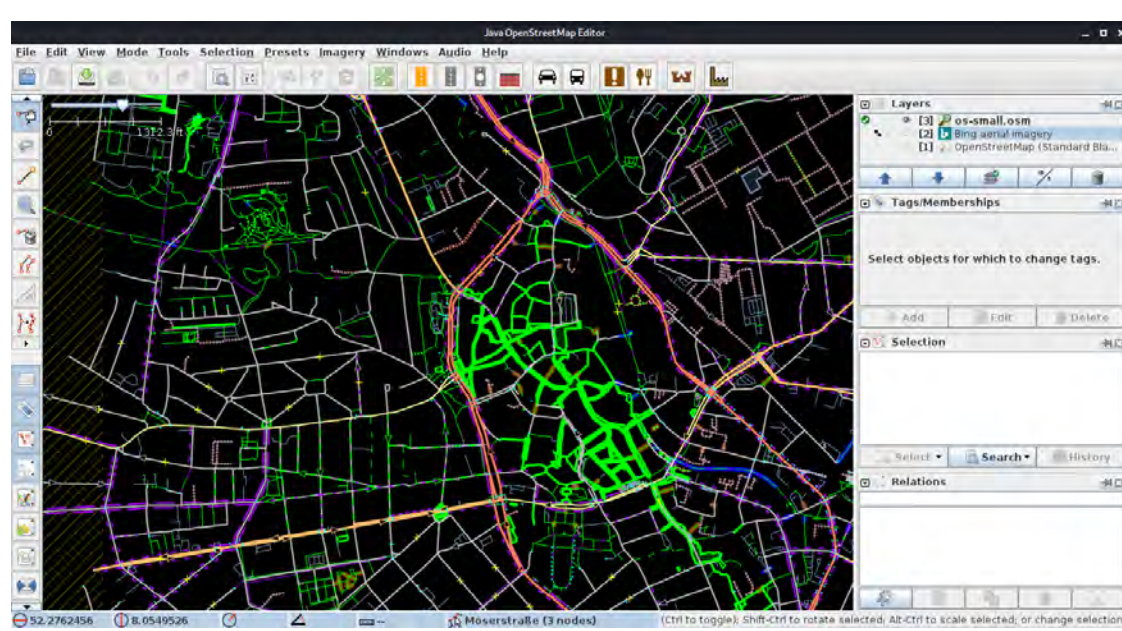 Java OpenStreetMap Editor
File Edit View Mode Tools Selection Presets Imagery Windows Audio Help
0 1312.3 ft
Layers
[3] os-small.osm
[2] Bing aerial imagery
[1] OpenStreetMap (Standard Bla...
Tags/Memberships
Select objects for which to change tags.
Add Edit Delete
Selection
Select Search History
Relations
52.2762456 8.0549526 -- Moserstraße (3 nodes) (Ctrl to toggle); Shift-Ctrl to rotate selected; Alt-Ctrl to scale selected; or change selection